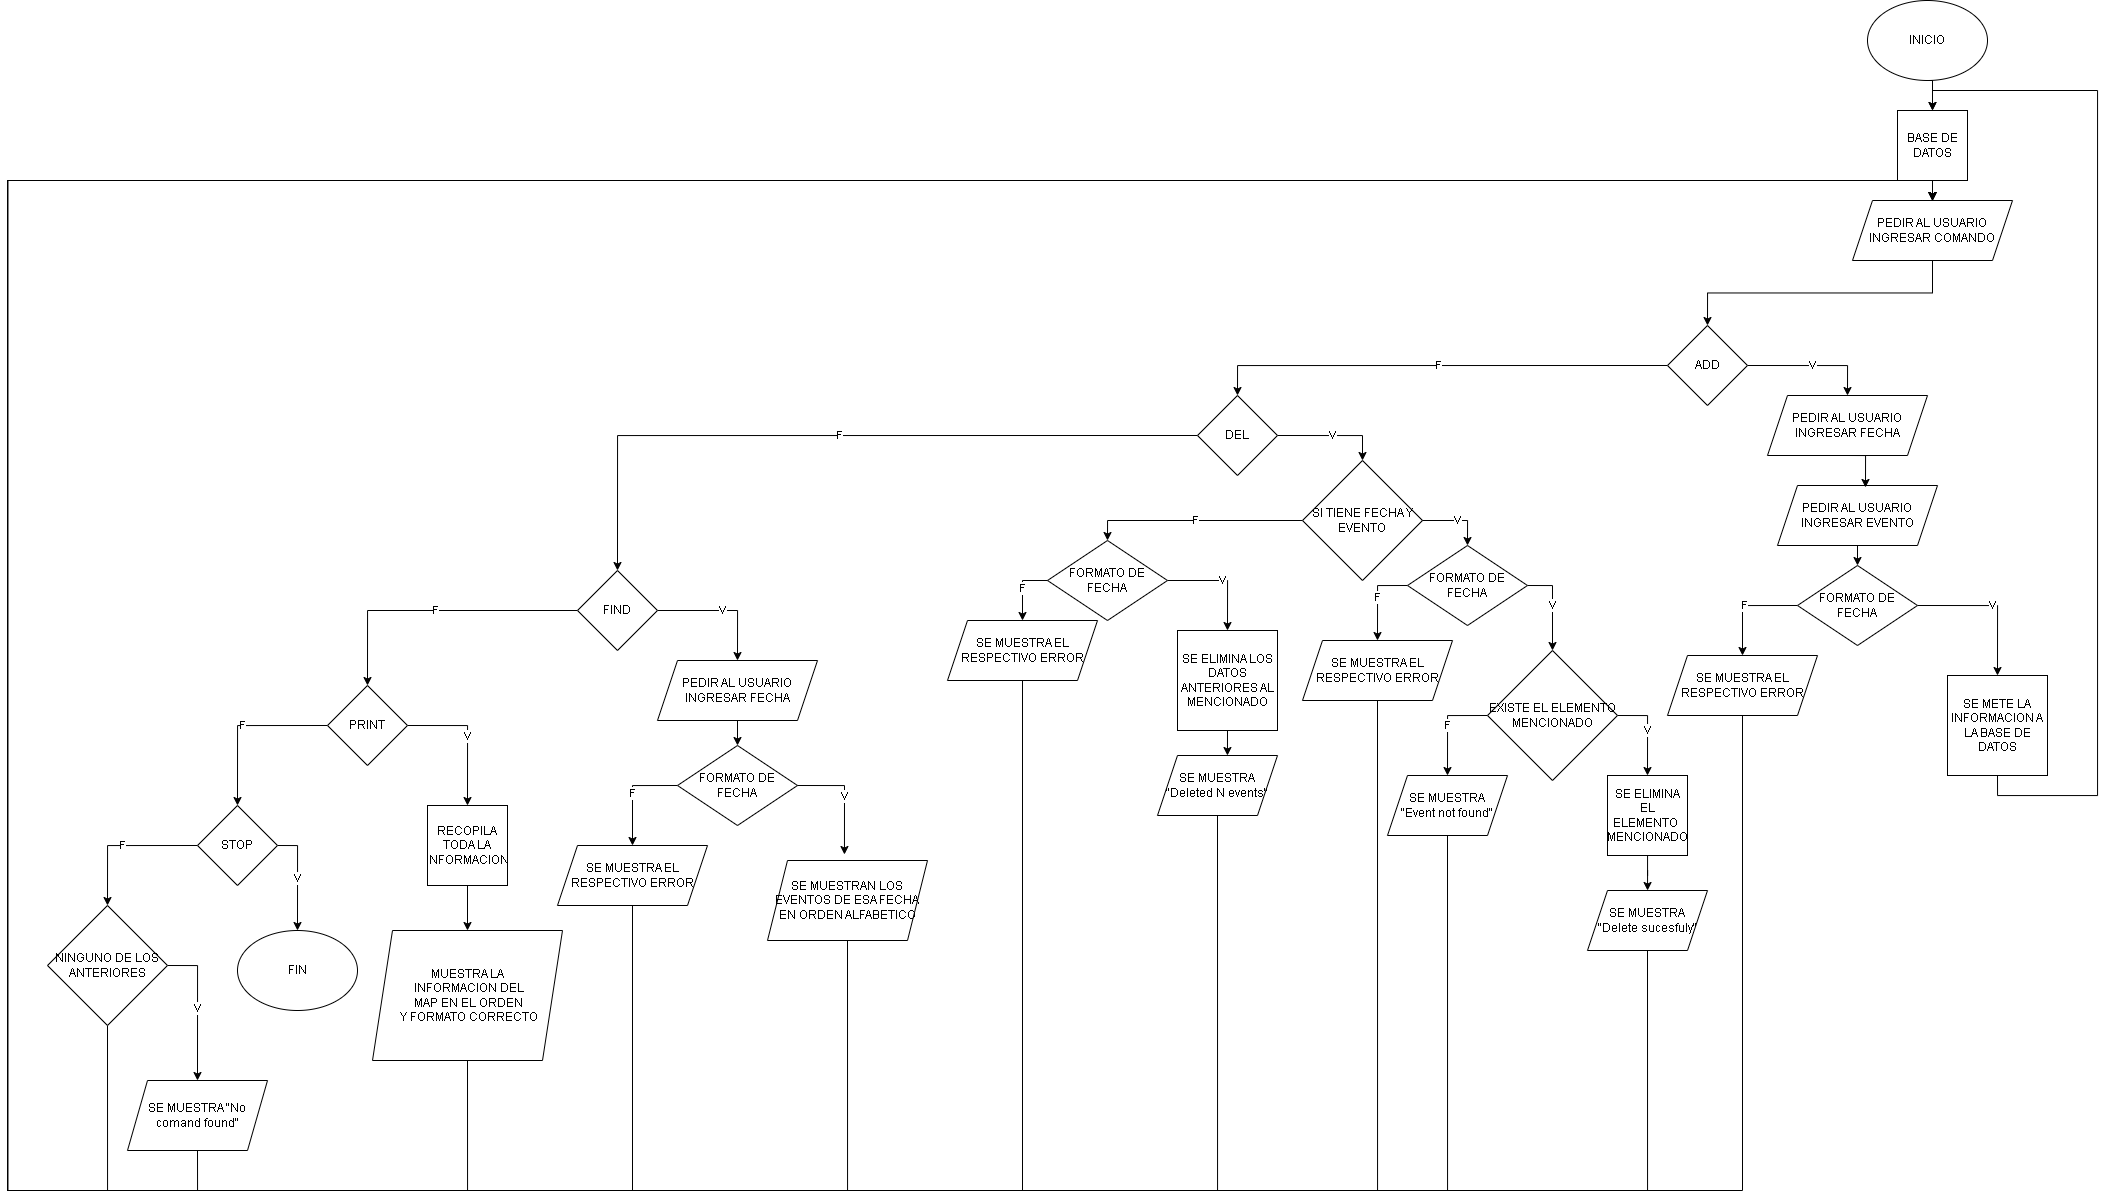 INICIO
BASE DE
DATOS
PEDIR AL USUARIO
INGRESAR COMANDO
ADD
F
V
PEDIR AL USUARIO
INGRESAR FECHA
DEL
F
V
PEDIR AL USUARIO
INGRESAR EVENTO
SI TIENE FECHA Y
EVENTO
F
V
FORMATO DE
FECHA
F
V
FORMATO DE
FECHA
F
V
FORMATO DE
FECHA
F
V
FIND
F
V
SE MUESTRA EL
RESPECTIVO ERROR
SE ELIMINA LOS
DATOS
ANTERIORES AL
MENCIONADO
SE MUESTRA EL
RESPECTIVO ERROR
EXISTE EL ELEMENTO
MENCIONADO
F
V
SE MUESTRA EL
RESPECTIVO ERROR
SE METE LA
INFORMACION A
LA BASE DE
DATOS
PEDIR AL USUARIO
INGRESAR FECHA
PRINT
F
V
FORMATO DE
FECHA
F
V
SE MUESTRA
"Deleted N events"
SE MUESTRA
"Event not found"
SE ELIMINA
EL
ELEMENTO
MENCIONADO
STOP
F
V
RECOPILA
TODA LA
NFORMACION
SE MUESTRA EL
RESPECTIVO ERROR
SE MUESTRAN LOS
EVENTOS DE ESA FECHA
EN ORDEN ALFABETICO
SE MUESTRA
"Delete sucesfuly"
NINGUNO DE LOS
ANTERIORES
V
FIN
MUESTRA LA
INFORMACION DEL
MAP EN EL ORDEN
Y FORMATO CORRECTO
SE MUESTRA "No
comand found"